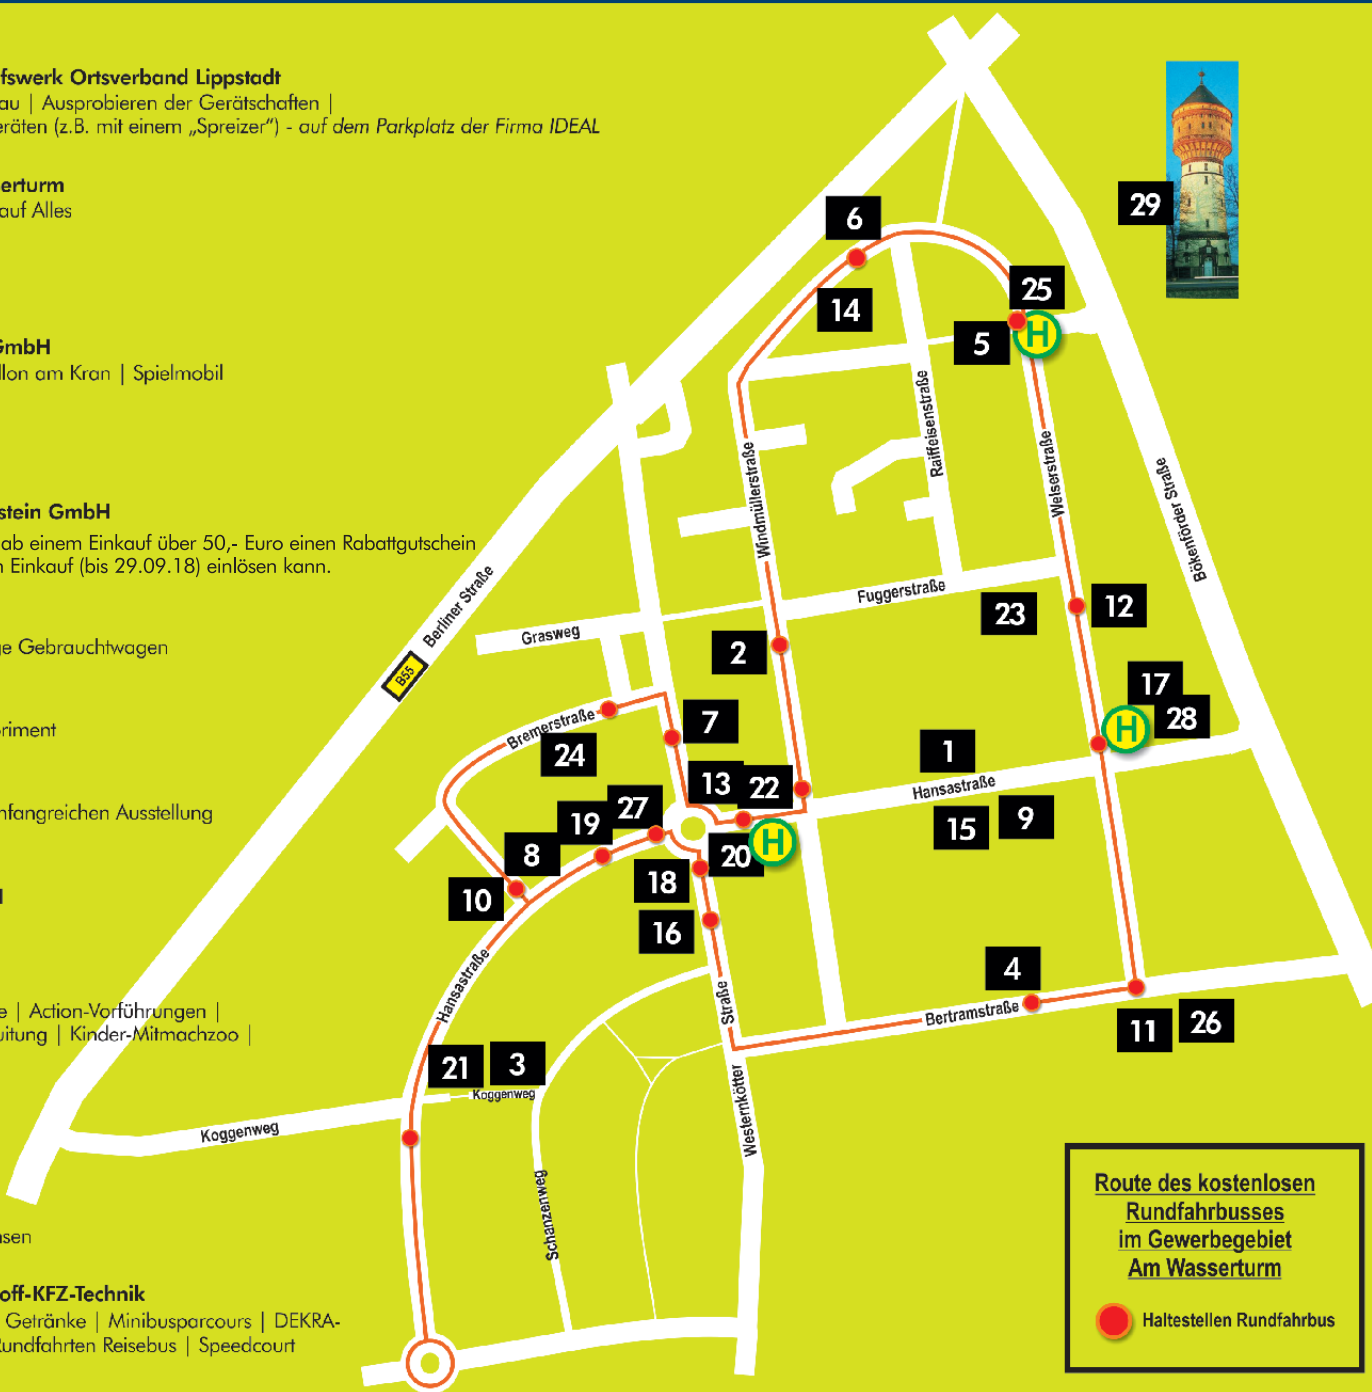 fswerk Ortsverband Lippstadt
au | Ausprobieren der Gerätschaften |
eräten (z.B. mit einem „Spreizer“) - auf dem Parkplatz der Firma IDEAL
erturm
auf Alles
GmbH
llon am Kran | Spielmobil
stein GmbH
ab einem Einkauf über 50,- Euro einen Rabattgutschein
n Einkauf (bis 29.09.18) einlösen kann.
ge Gebrauchtwagen
eriment
nfangreichen Ausstellung
e | Action-Vorführungen |
uitung | Kinder-Mitmachzoo |
nsen
off-KFZ-Technik
Getränke | Minibusparcours | DEKRA-
Rundfahrten Reisebus | Speedcourt
29
6
25
14
5
H
Raiffeisenstraße
Welserstraße
Windmüllerstraße
Bökenförder Straße
Berliner Straße
B55
Fuggerstraße
Grasweg
23
12
2
17
28
H
7
Bremerstraße
24
1
13
22
Hansastraße
27
19
15
9
H
20
8
18
10
16
4
Hansastraße
Straße
Bertramstraße
11
26
21
3
Koggenweg
Koggenweg
Westernkötter
Schanzenweg
Route des kostenlosen
Rundfahrbusses
im Gewerbegebiet
Am Wasserturm
Haltestellen Rundfahrbus